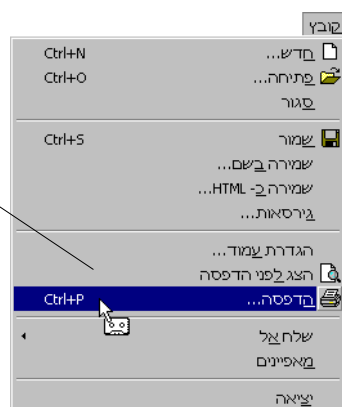 קובץ
חדש... Ctrl+N
פתיחה... Ctrl+O
סגור
שמור Ctrl+S
שמירה בשם...
שמירה כ- HTML...
גירסאות...
הגדרת עמוד...
הצג לפני הדפסה
הדפסה... Ctrl+P
שלח אל
מאפיינים
יציאה